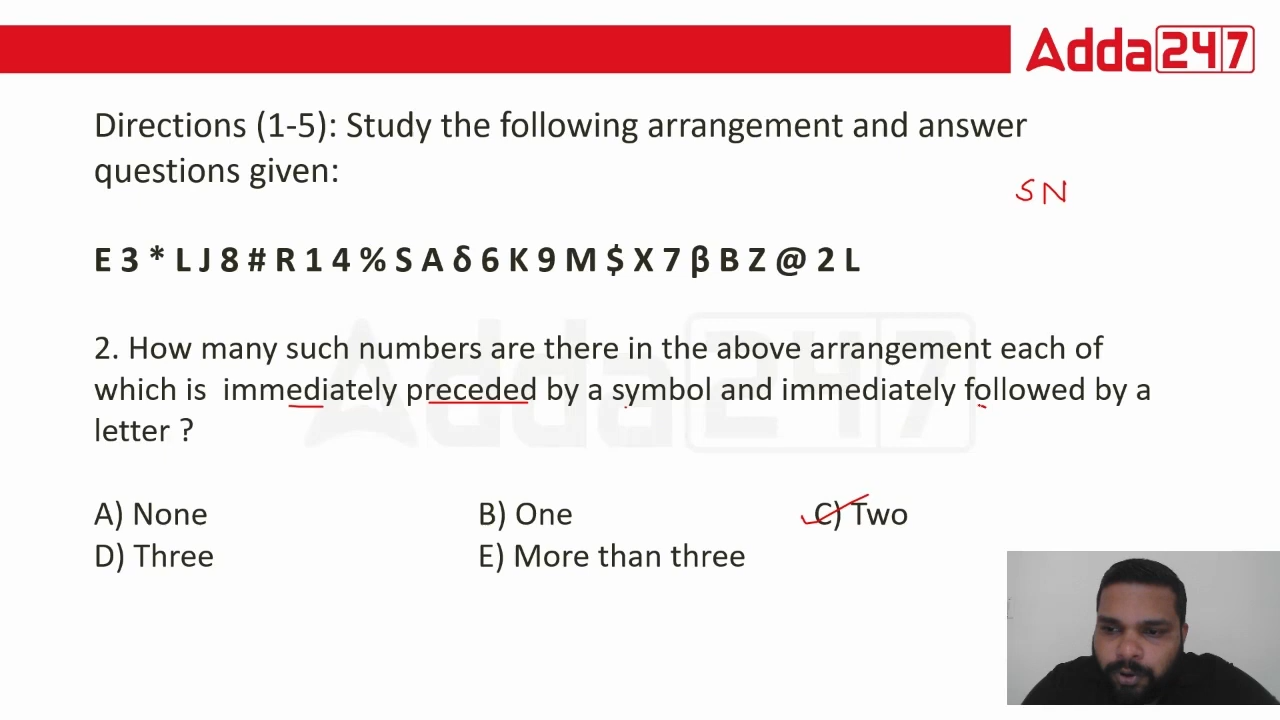 Adda247
Directions (1-5): Study the following arrangement and answer
questions given:
SN
E 3 * L J 8 # R 1 4 % S A δ 6 K 9 M $ X 7 β B Z @ 2 L
2. How many such numbers are there in the above arrangement each of
which is immediately preceded by a symbol and immediately followed by a
letter ?
A) None B) One C) Two
D) Three E) More than three